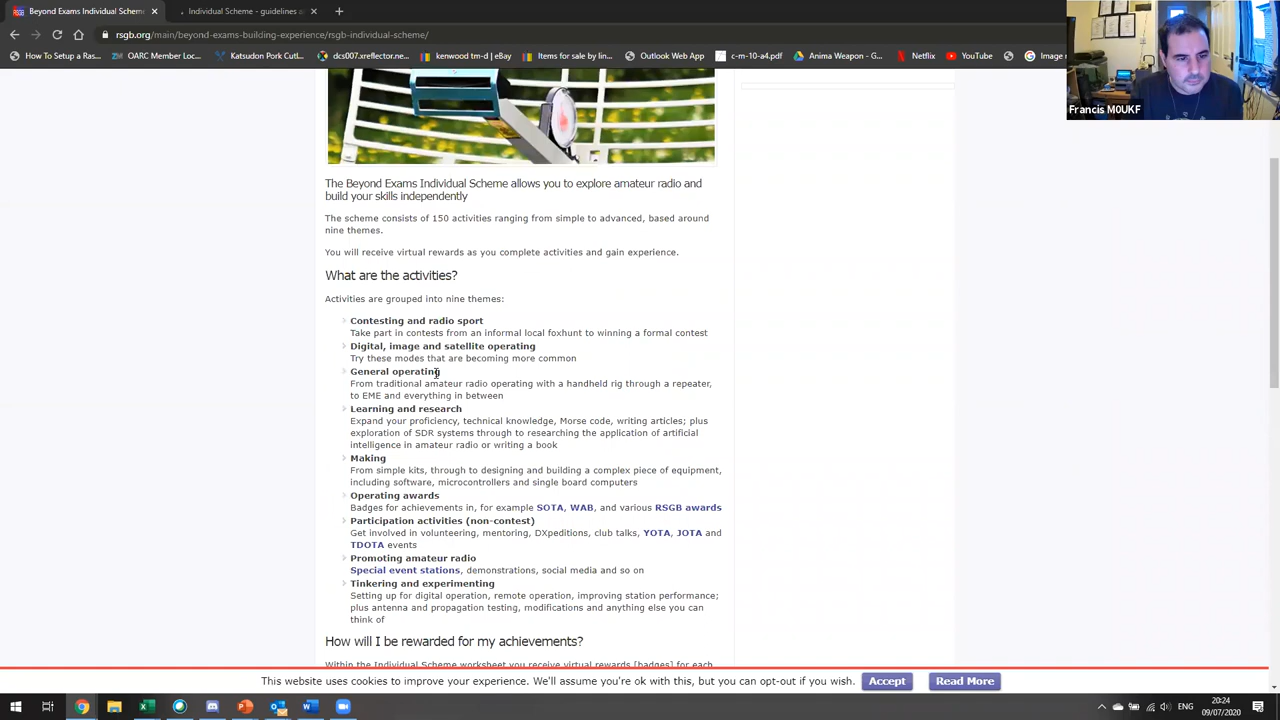 Beyond Exams Individual Scheme
Individual Scheme - guidelines a
rsgb.org/main/beyond-exams-building-experience/rsgb-individual-scheme/
How To Setup a Ras...
OARC Member Loc...
Katsudon Pork Cutl...
dcs007.xreflector.ne...
kenwood tm-d | eBay
Items for sale by lin...
Outlook Web App
c-m-10-a4.pdf
Anima Weapon - G...
Netflix
YouTube
Image
Francis M0UKF
The Beyond Exams Individual Scheme allows you to explore amateur radio and
build your skills independently
The scheme consists of 150 activities ranging from simple to advanced, based around
nine themes.
You will receive virtual rewards as you complete activities and gain experience.
What are the activities?
Activities are grouped into nine themes:
Contesting and radio sport
Take part in contests from an informal local foxhunt to winning a formal contest
Digital, image and satellite operating
Try these modes that are becoming more common
General operating
From traditional amateur radio operating with a handheld rig through a repeater,
to EME and everything in between
Learning and research
Expand your proficiency, technical knowledge, Morse code, writing articles; plus
exploration of SDR systems through to researching the application of artificial
intelligence in amateur radio or writing a book
Making
From simple kits, through to designing and building a complex piece of equipment,
including software, microcontrollers and single board computers
Operating awards
Badges for achievements in, for example SOTA, WAB, and various RSGB awards
Participation activities (non-contest)
Get involved in volunteering, mentoring, DXpeditions, club talks, YOTA, JOTA and
TDOTA events
Promoting amateur radio
Special event stations, demonstrations, social media and so on
Tinkering and experimenting
Setting up for digital operation, remote operation, improving station performance;
plus antenna and propagation testing, modifications and anything else you can
think of
How will I be rewarded for my achievements?
Within the Individual Scheme worksheet you receive virtual rewards [badges] for each
This website uses cookies to improve your experience. We'll assume you're ok with this, but you can opt-out if you wish.
Accept
Read More
ENG
20:24
09/07/2020